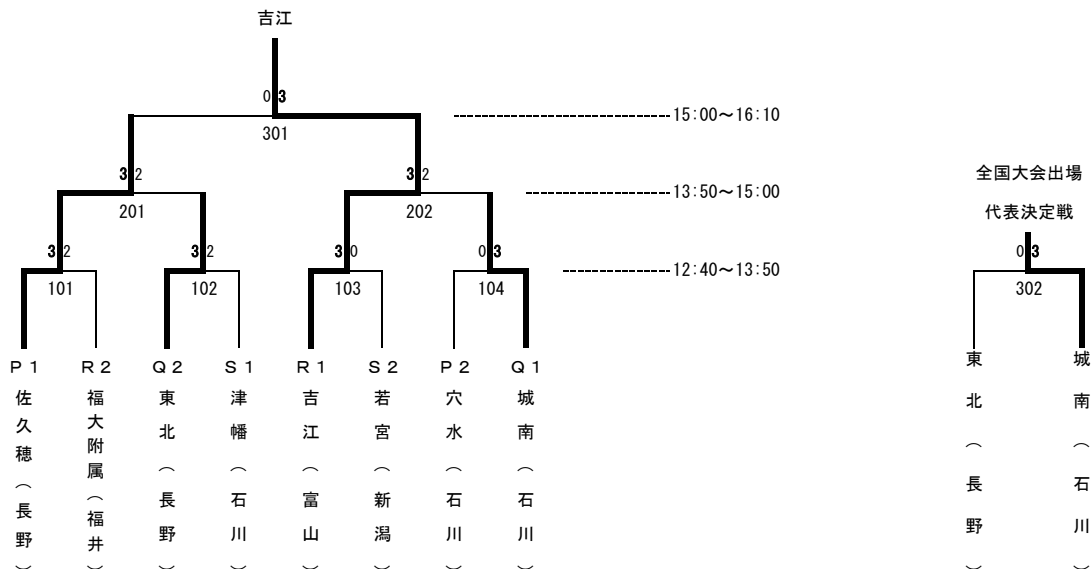 吉江
0 3
301
15:00～16:10
3 2
201
3 2
202
13:50～15:00
3 2
101
3 2
102
3 0
103
0 3
104
12:40～13:50
P1
佐久穂（長野）
R2
福大附属（福井）
Q2
東北（長野）
S1
津幡（石川）
R1
吉江（富山）
S2
若宮（新潟）
P2
穴水（石川）
Q1
城南（石川）
全国大会出場
代表決定戦
0 3
302
東北（長野）
城南（石川）